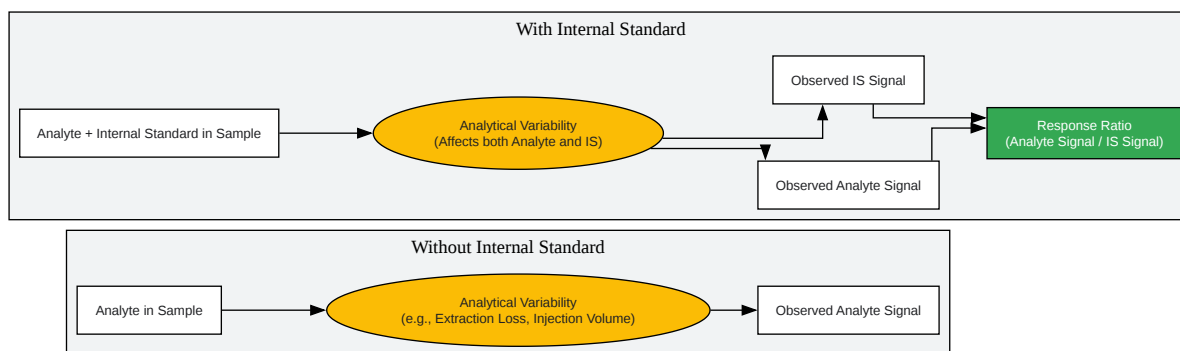 With Internal Standard
Analyte + Internal Standard in Sample
Analytical Variability
(Affects both Analyte and IS)
Observed IS Signal
Observed Analyte Signal
Response Ratio
(Analyte Signal / IS Signal)
Without Internal Standard
Analyte in Sample
Analytical Variability
(e.g., Extraction Loss, Injection Volume)
Observed Analyte Signal